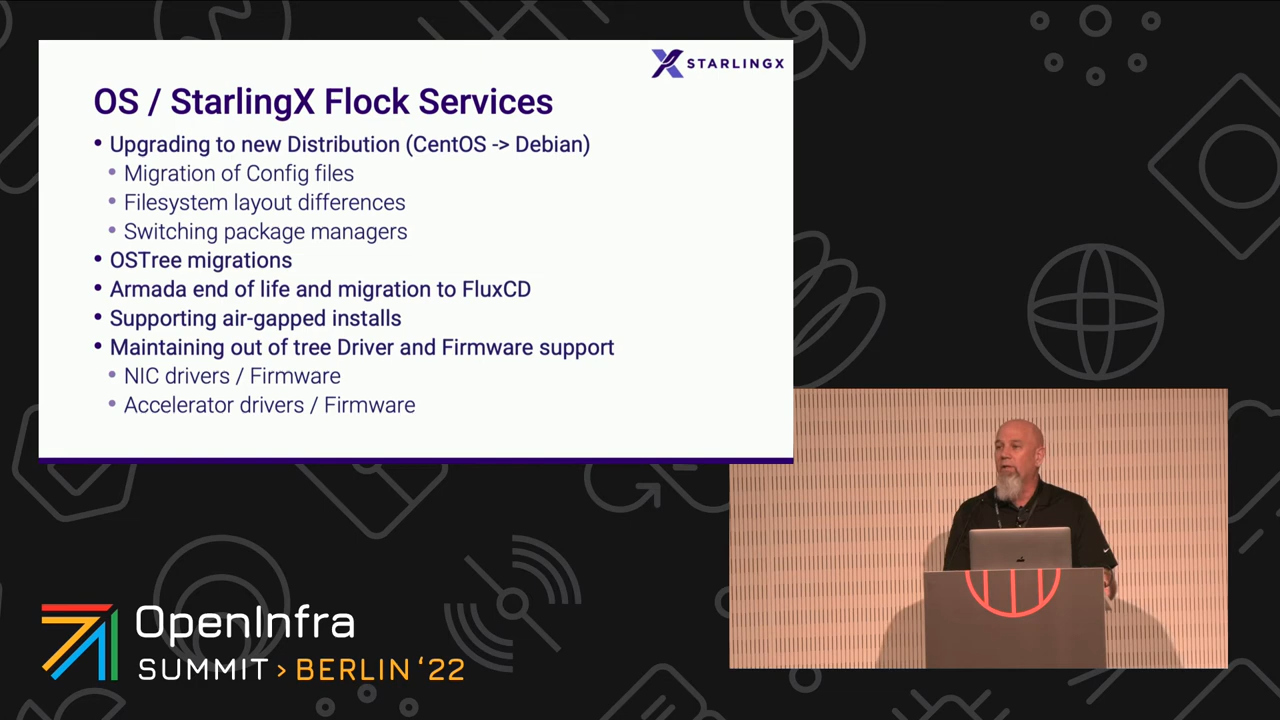 STARLINGX
OS / StarlingX Flock Services
• Upgrading to new Distribution (CentOS -> Debian)
• Migration of Config files
• Filesystem layout differences
• Switching package managers
• OSTree migrations
• Armada end of life and migration to FluxCD
• Supporting air-gapped installs
• Maintaining out of tree Driver and Firmware support
• NIC drivers / Firmware
• Accelerator drivers / Firmware
OpenInfra
SUMMIT › BERLIN ‘22